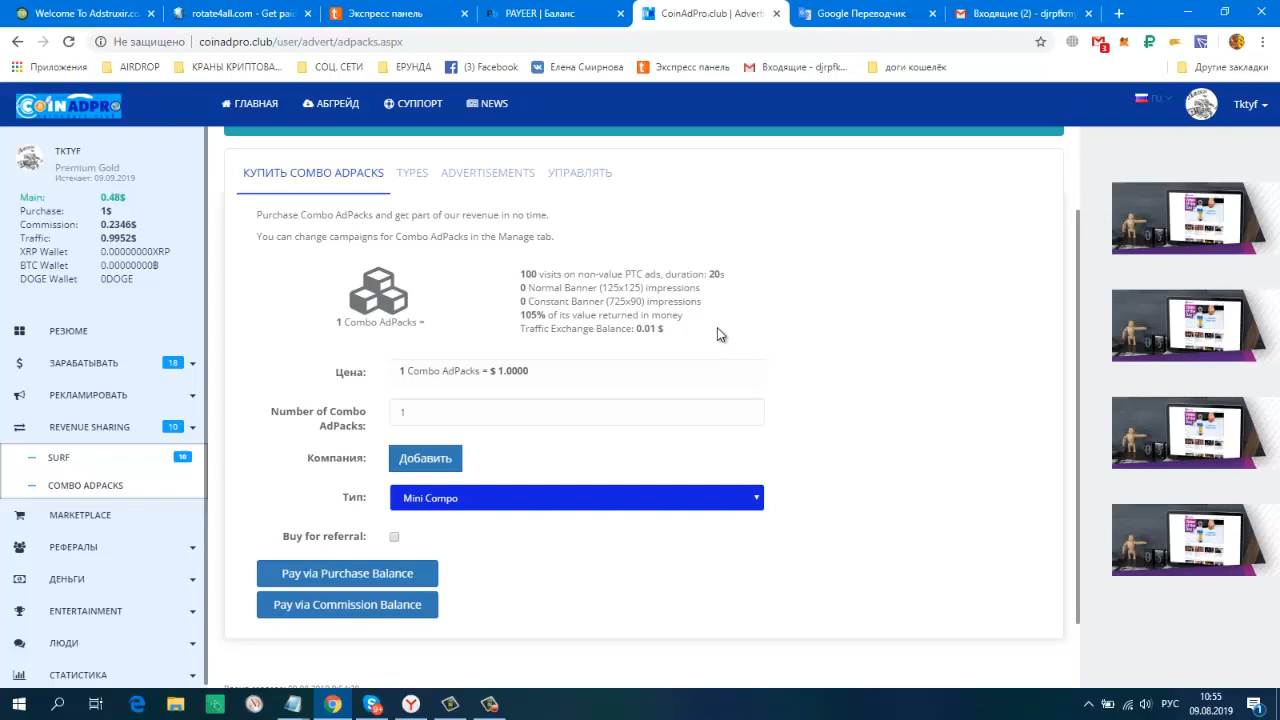 Welcome to Adstruxir.co
rotate4all.com - Get paid
Экспресс панель
PAYEER | Баланс
CoinAdPro.club | Advert
Google Переводчик
Входящие (2) - djrpfkm
Не защищено
coinadpro.club/user/advert/adpacks.aspx
3
Приложения
AIRDROP
КРАНЫ КРИПТОВА...
СОЦ. СЕТИ
ЕРУНДА
(3) Facebook
Елена Смирнова
Экспресс панель
Входящие - djrpfk...
доги кошелёк
Другие закладки
COINADPRO
ГЛАВНАЯ
АБГРЕЙД
СУППОРТ
NEWS
RU
Tktyf
TKTYF
Premium Gold
Истекает: 09.09.2019
Main: 0.48$
Purchase: 1$
Commission: 0.2346$
Traffic: 0.9952$
XRP Wallet 0.00000000XRP
BTC Wallet 0.00000000฿
DOGE Wallet 0DOGE
РЕЗЮМЕ
ЗАРАБАТЫВАТЬ 18
РЕКЛАМИРОВАТЬ
REVENUE SHARING 10
SURF
COMBO ADPACKS
MARKETPLACE
РЕФЕРАЛЫ
ДЕНЬГИ
ENTERTAINMENT
ЛЮДИ
СТАТИСТИКА
КУПИТЬ COMBO ADPACKS
TYPES
ADVERTISEMENTS
УПРАВЛЯТЬ
Purchase Combo AdPacks and get part of our revenue in no time.
You can change campaigns for Combo AdPacks in the Manage tab.
1 Combo AdPacks =
100 visits on non-value PTC ads, duration: 20s
0 Normal Banner (125x125) impressions
0 Constant Banner (725x90) impressions
105% of its value returned in money
Traffic Exchange Balance: 0.01 $
Цена:
1 Combo AdPacks = $ 1.0000
Number of Combo
AdPacks:
1
Компания:
Добавить
Тип:
Mini Compo
Buy for referral:
Pay via Purchase Balance
Pay via Commission Balance
РУС
10:55
09.08.2019
1